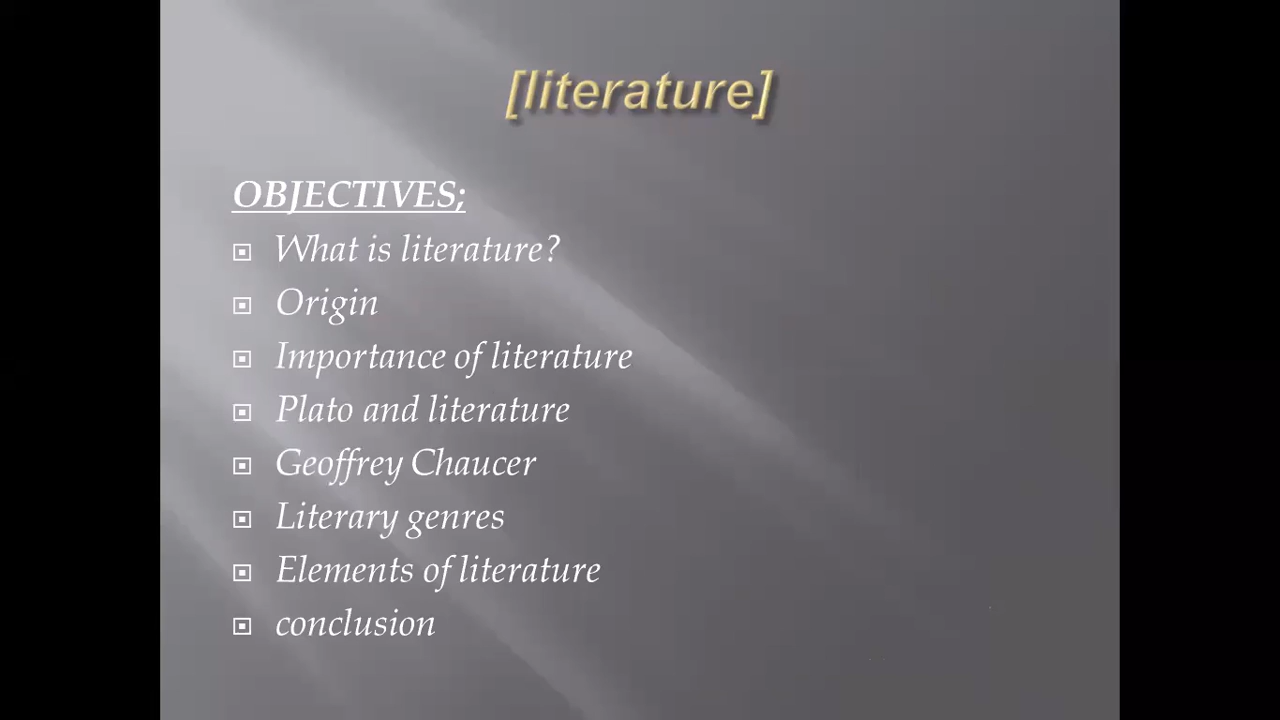 [literature]
OBJECTIVES;
What is literature?
Origin
Importance of literature
Plato and literature
Geoffrey Chaucer
Literary genres
Elements of literature
conclusion